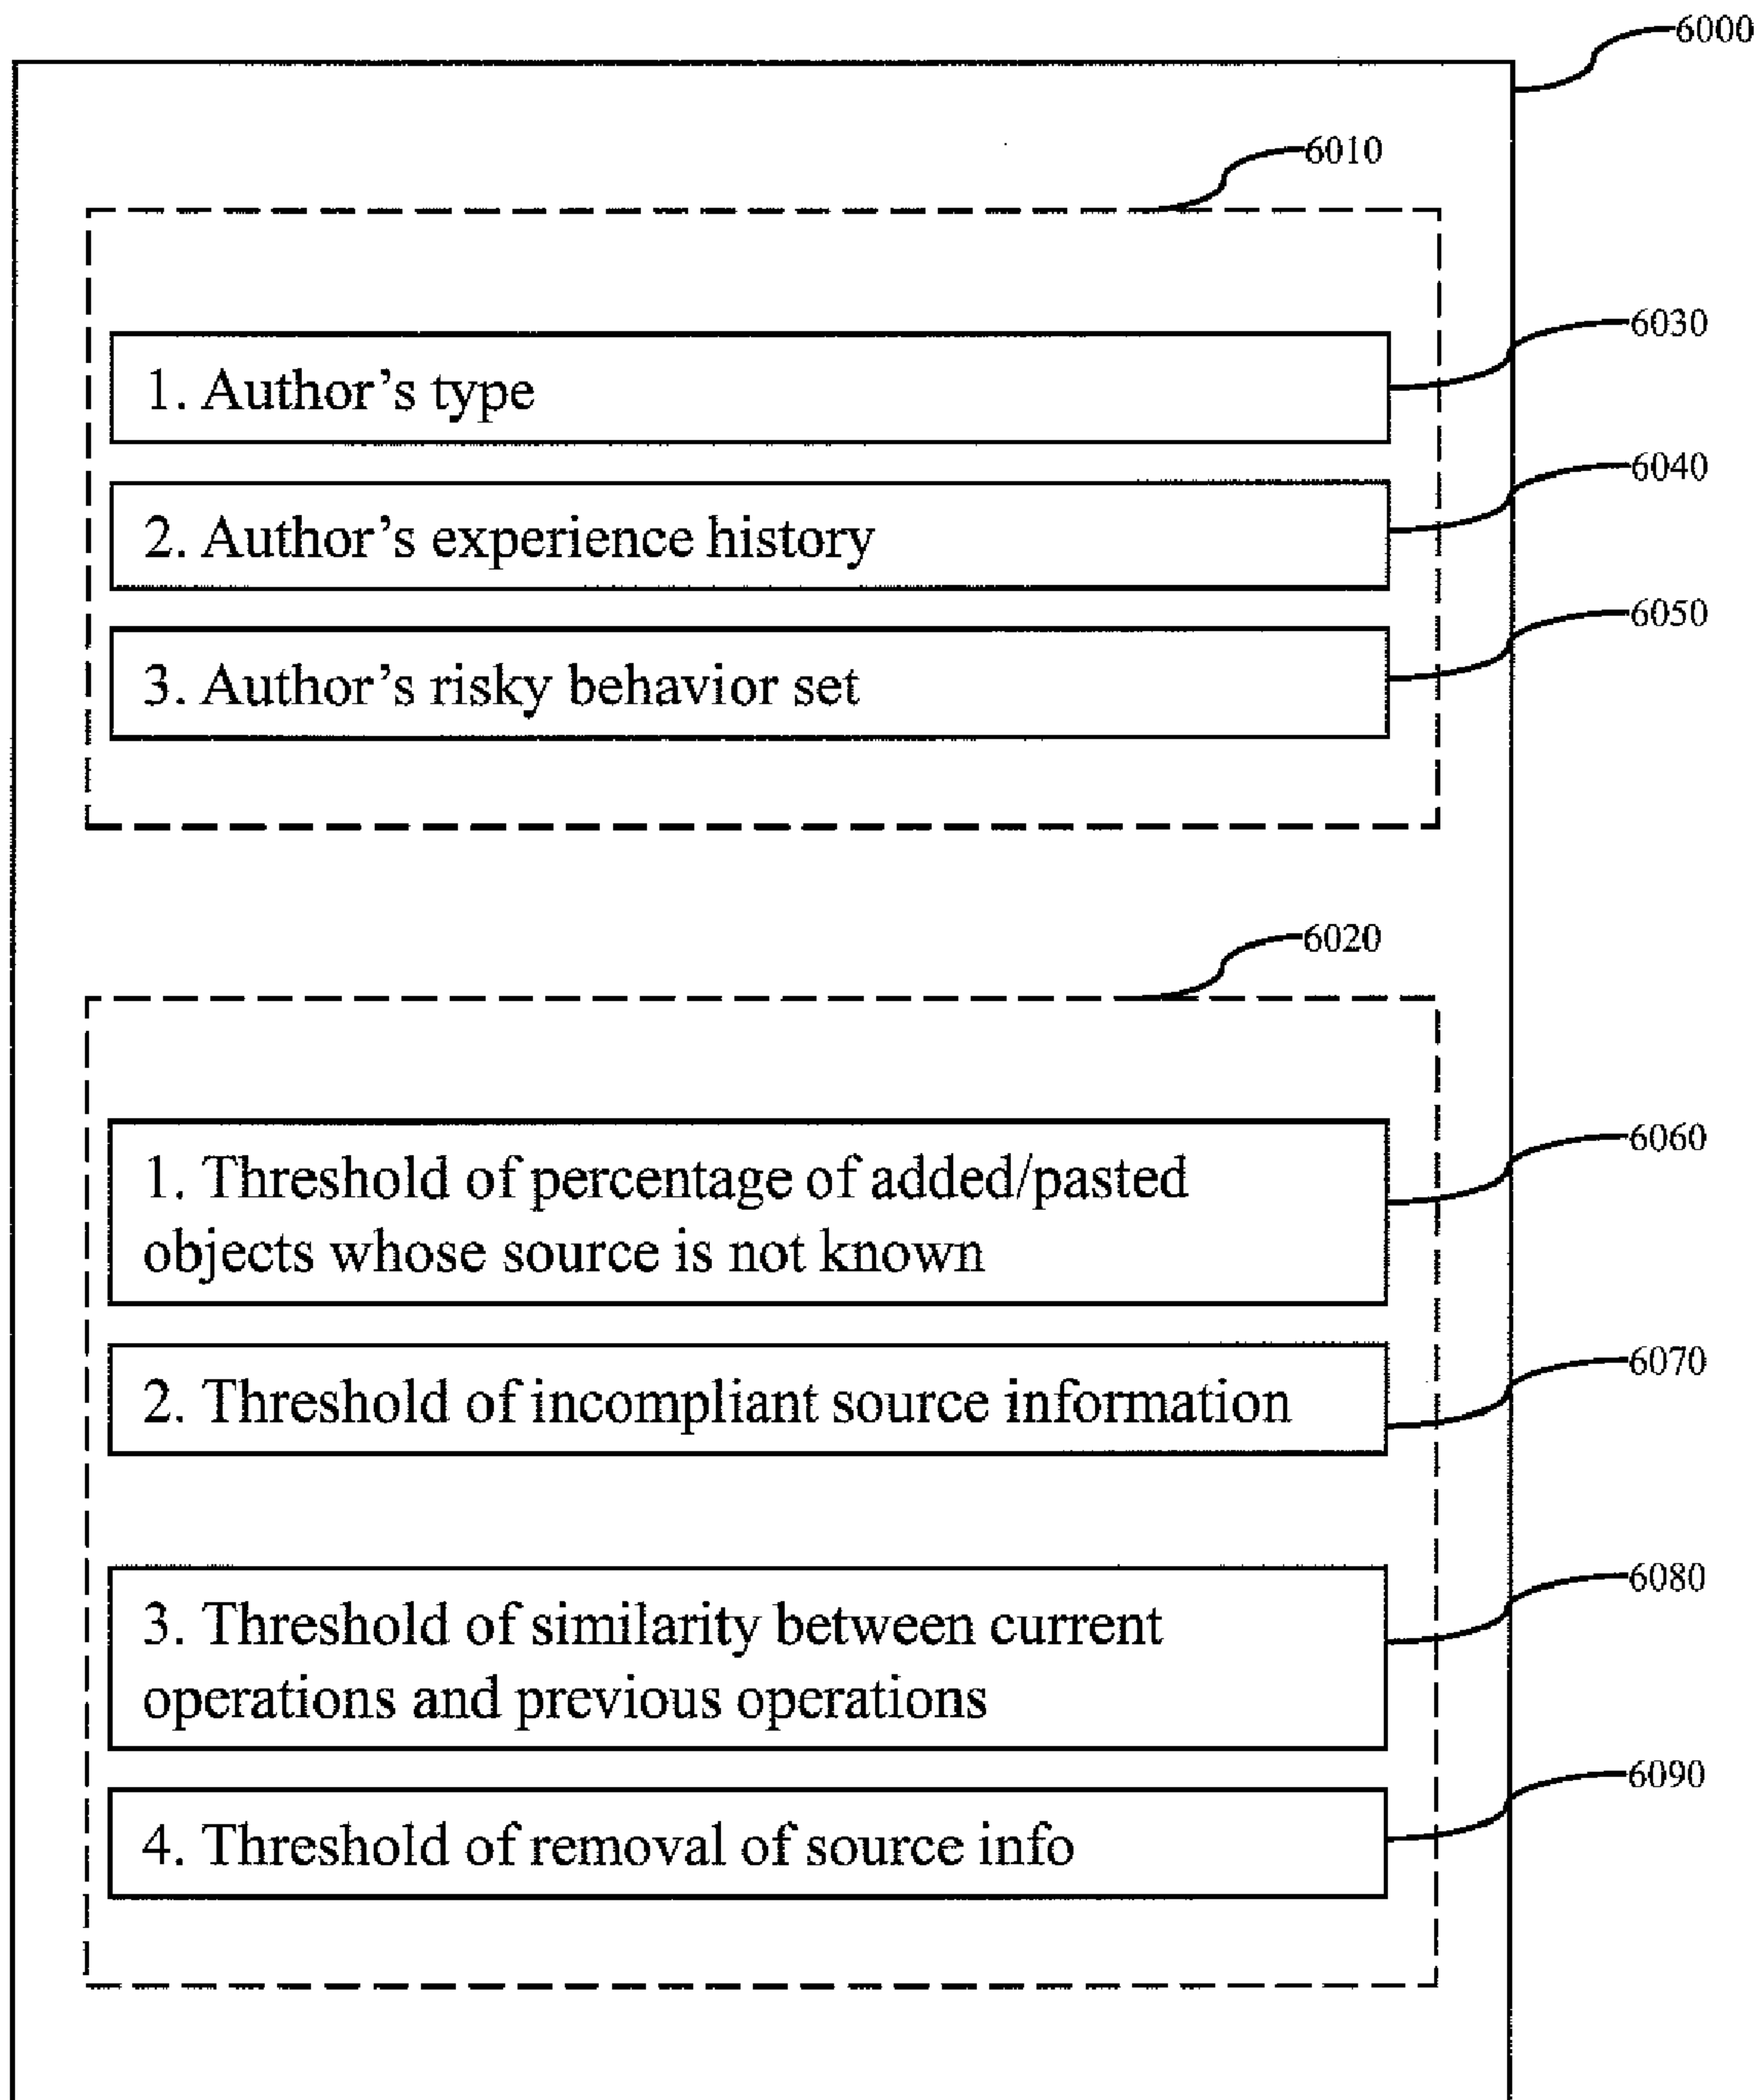 6000
6010
6030
1. Author's type
6040
2. Author's experience history
6050
3. Author's risky behavior set
6020
6060
1. Threshold of percentage of added/pasted
objects whose source is not known
6070
2. Threshold of incompliant source information
6080
3. Threshold of similarity between current
operations and previous operations
6090
4. Threshold of removal of source info